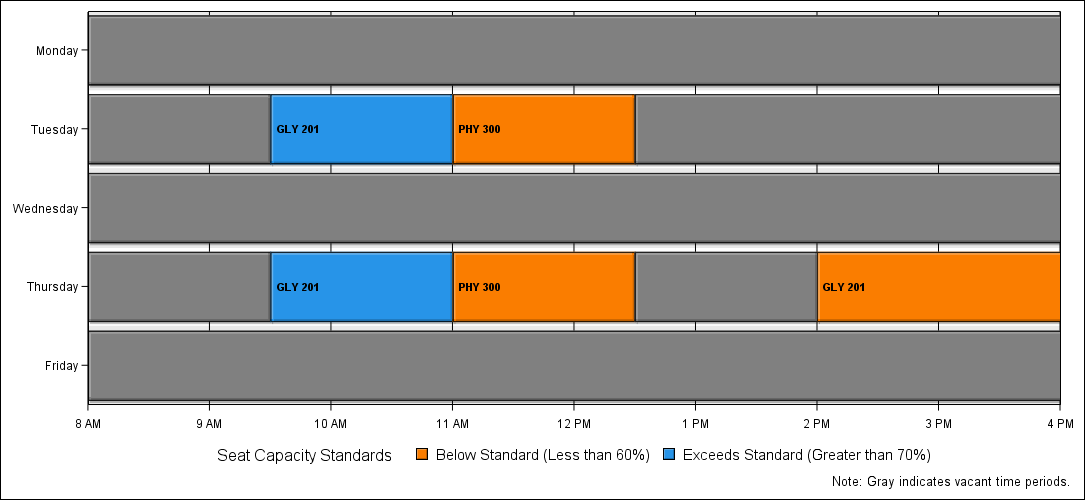 Monday
Tuesday
GLY 201 PHY 300
Wednesday
Thursday
GLY 201 PHY 300 GLY 201
Friday
8 AM 9 AM 10 AM 11 AM 12 PM 1 PM 2 PM 3 PM 4 PM
Seat Capacity Standards Below Standard (Less than 60%) Exceeds Standard (Greater than 70%)
Note: Gray indicates vacant time periods.